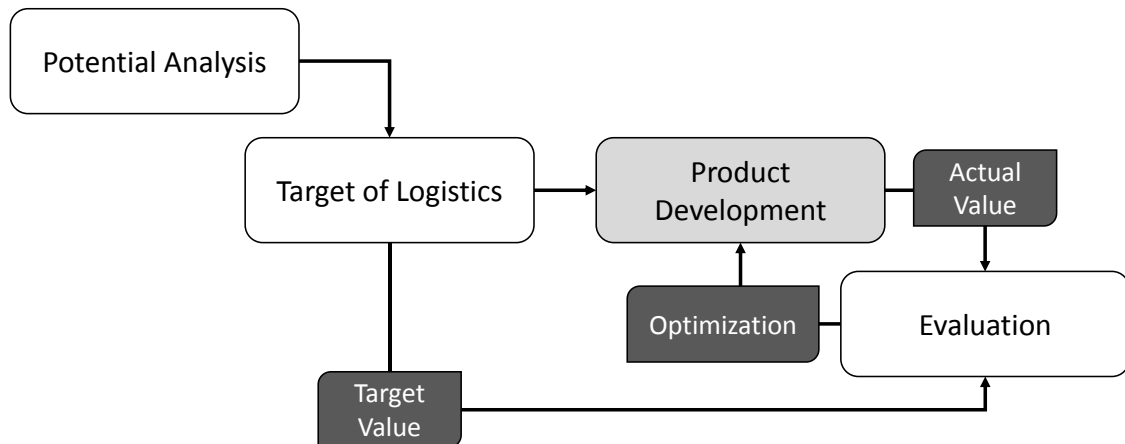 Potential Analysis
Target of Logistics
Product
Development
Actual
Value
Optimization
Evaluation
Target
Value